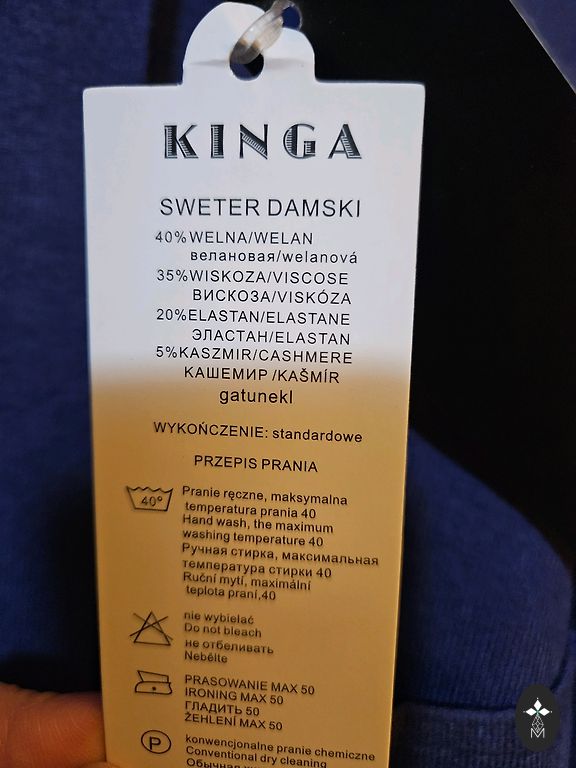 KINGA
SWETER DAMSKI
40%WELNA/WELAN
велановая/welanová
35%WISKOZA/VISCOSE
ВИСКОЗА/VISKÓZA
20%ELASTAN/ELASTANE
ЭЛАСТАН/ELASTAN
5%KASZMIR/CASHMERE
КАШЕМИР /KAŠMÍR
gatunekl
WYKOŃCZENIE: standardowe
PRZEPIS PRANIA
40°
Pranie ręczne, maksymalna
temperatura prania 40
Hand wash, the maximum
washing temperature 40
Ручная стирка, максимальная
температура стирки 40
Ruční mytí, maximální
teplota praní,40
nie wybielać
Do not bleach
не отбеливать
Nebělte
PRASOWANIE MAX 50
IRONING MAX 50
ГЛАДИТЬ 50
ŽEHLENÍ MAX 50
P
konwencjonalne pranie chemiczne
Conventional dry cleaning
Обычная
M